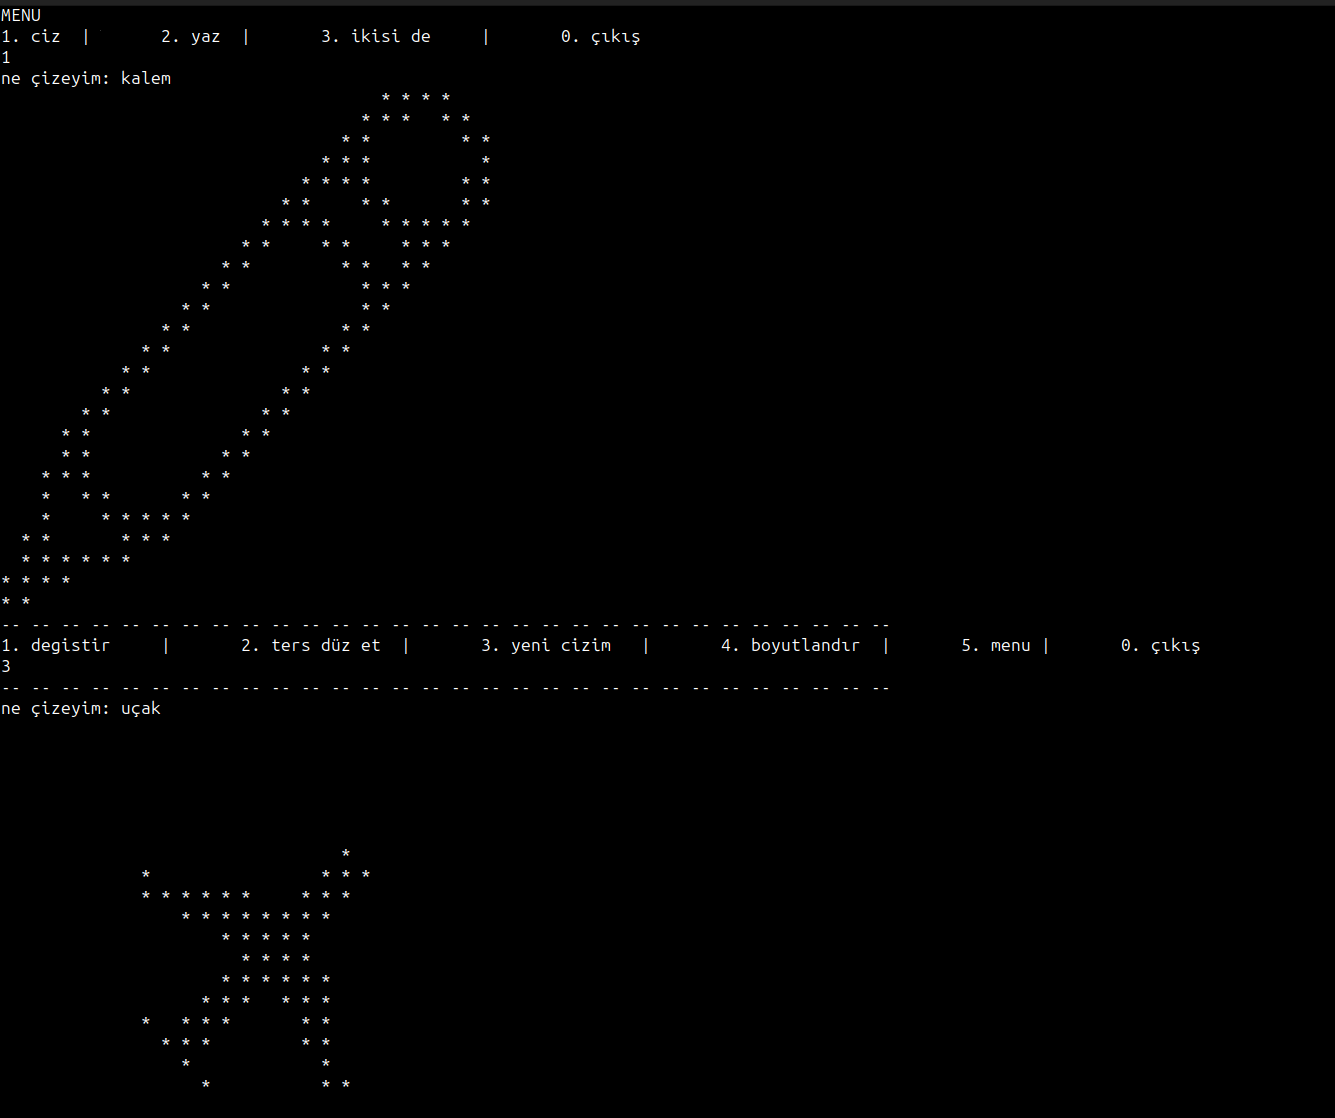 MENU
1. ciz | 2. yaz | 3. ikisi de | 0. çıkış
1
ne çizeyim: kalem
-- -- -- -- -- -- -- -- -- -- -- -- -- -- -- -- -- -- -- -- -- -- -- -- -- -- -- -- -- --
1. degistir | 2. ters düz et | 3. yeni cizim | 4. boyutlandır | 5. menu | 0. çıkış
3
-- -- -- -- -- -- -- -- -- -- -- -- -- -- -- -- -- -- -- -- -- -- -- -- -- -- -- -- -- --
ne çizeyim: uçak